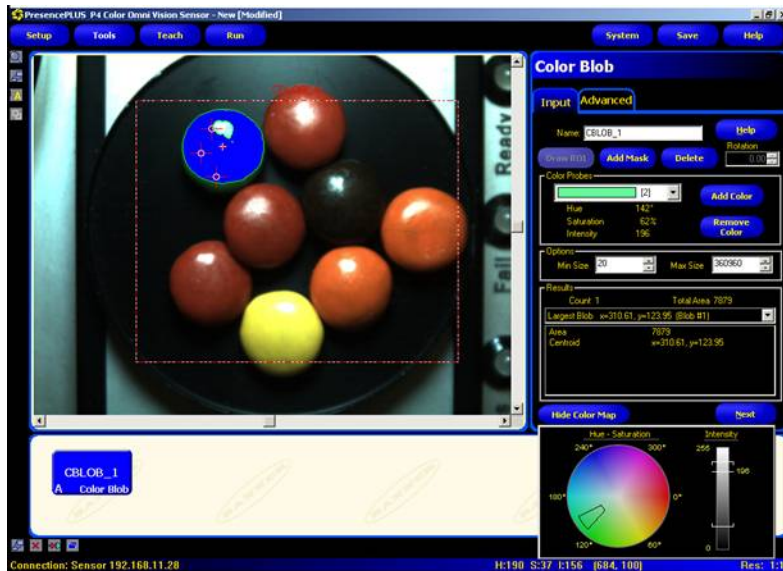 PresencePLUS P4 Color Omni Vision Sensor - New [Modified]
Setup Tools Teach Run System Save Help
Color Blob
Input Advanced
Name: CBLOB_1 Help
Rotation
Draw ROI Add Mask Delete 0.00
Color Probes
[2] Add Color
Hue 142°
Saturation 62%
Intensity 196
Remove Color
Options
Min Size 20 Max Size 360960
Results
Count 1 Total Area 7879
Largest Blob x=310.61, y=123.95 (Blob #1)
Area 7879
Centroid x=310.61, y=123.95
Hide Color Map Next
Ready
Fail
Hue - Saturation Intensity
240° 300° 255
180° 0° 196
120° 60° 0
CBLOB_1
A Color Blob
Connection: Sensor 192.168.11.28 H:190 S:37 I:156 (684, 100) Res: 1:1